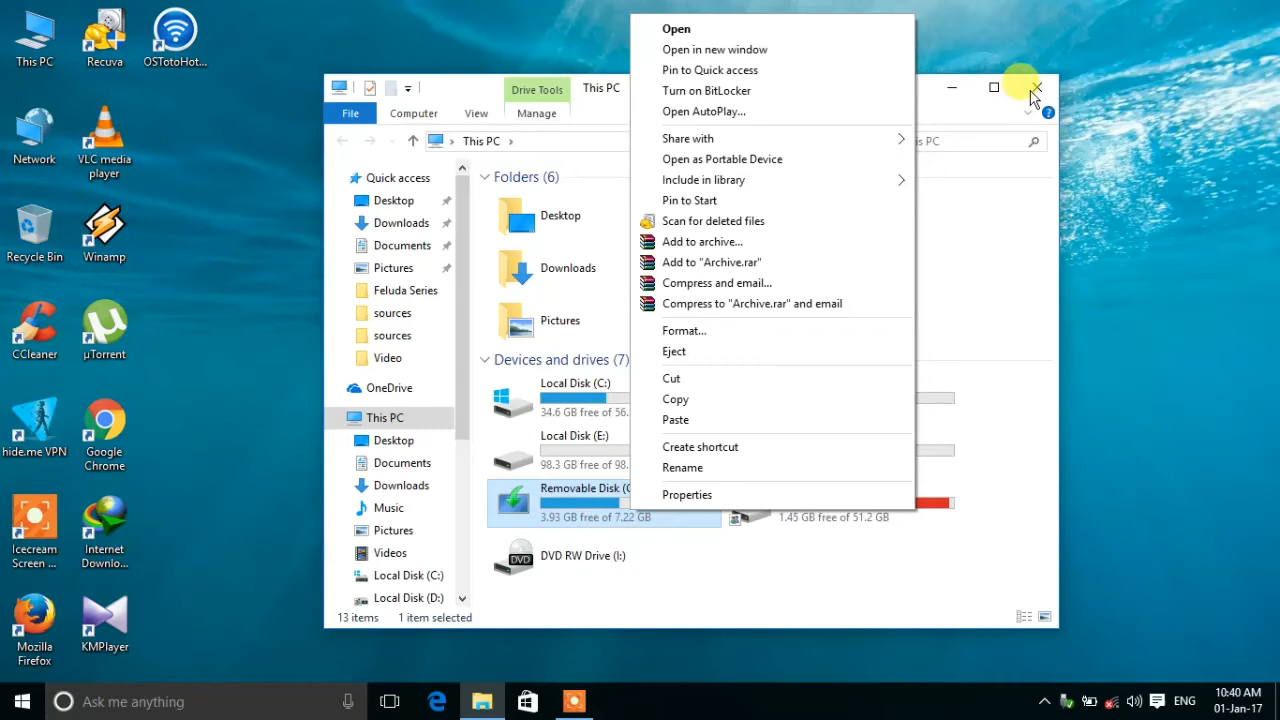 This PC
Recuva
OSTotoHot...
Network
VLC media
player
Recycle Bin
Winamp
CCleaner
µTorrent
hide.me VPN
Google
Chrome
Icecream
Screen ...
Internet
Downlo...
Mozilla
Firefox
KMPlayer
Drive Tools
This PC
File
Computer
View
Manage
This PC
is PC
Quick access
Desktop
Downloads
Documents
Pictures
Feluda Series
sources
sources
Video
OneDrive
This PC
Desktop
Documents
Downloads
Music
Pictures
Videos
Local Disk (C:)
Local Disk (D:)
Folders (6)
Desktop
Downloads
Pictures
Devices and drives (7)
Local Disk (C:)
34.6 GB free of 56.
Local Disk (E:)
98.3 GB free of 98.
Removable Disk (
3.93 GB free of 7.22 GB
1.45 GB free of 51.2 GB
DVD
DVD RW Drive (I:)
13 items
1 item selected
Open
Open in new window
Pin to Quick access
Turn on BitLocker
Open AutoPlay...
Share with
Open as Portable Device
Include in library
Pin to Start
Scan for deleted files
Add to archive...
Add to "Archive.rar"
Compress and email...
Compress to "Archive.rar" and email
Format...
Eject
Cut
Copy
Paste
Create shortcut
Rename
Properties
Ask me anything
ENG
10:40 AM
01-Jan-17